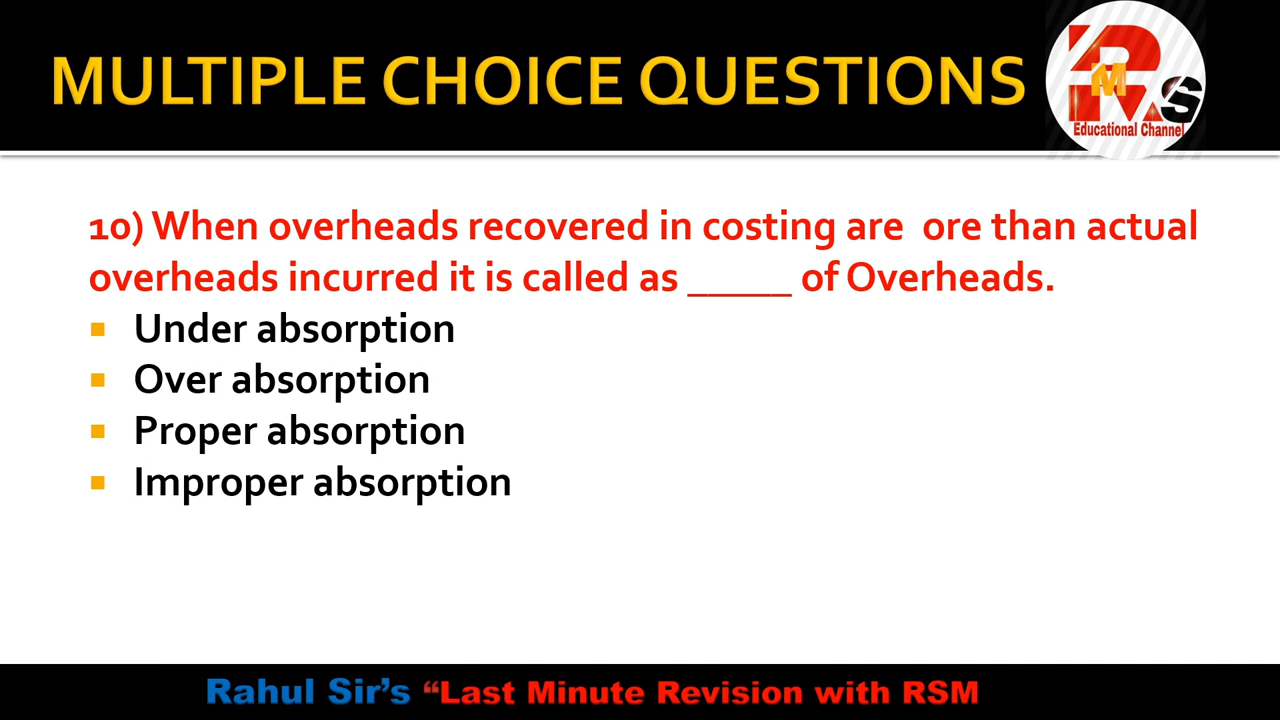 MULTIPLE CHOICE QUESTIONS
RMS
Educational Channel
10) When overheads recovered in costing are  ore than actual
overheads incurred it is called as _____ of Overheads.
Under absorption
Over absorption
Proper absorption
Improper absorption
Rahul Sir's "Last Minute Revision with RSM